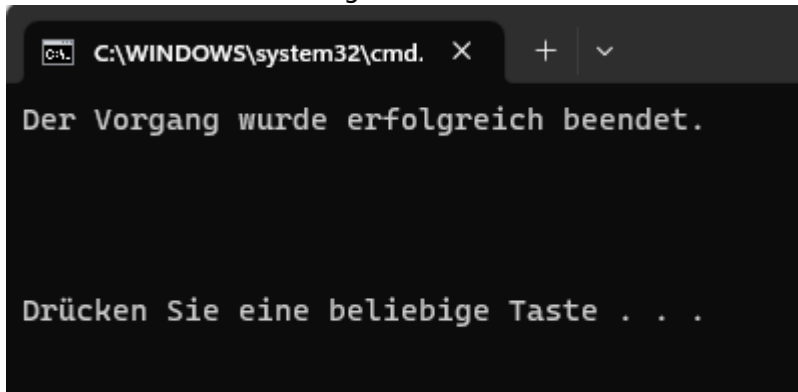 C:\WINDOWS\system32\cmd.
Der Vorgang wurde erfolgreich beendet.
Drücken Sie eine beliebige Taste . . .